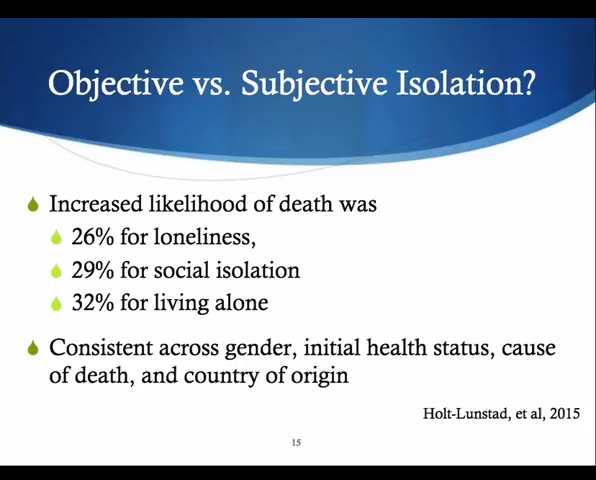 Objective vs. Subjective Isolation?
Increased likelihood of death was
26% for loneliness,
29% for social isolation
32% for living alone
Consistent across gender, initial health status, cause
of death, and country of origin
Holt-Lunstad, et al, 2015
15